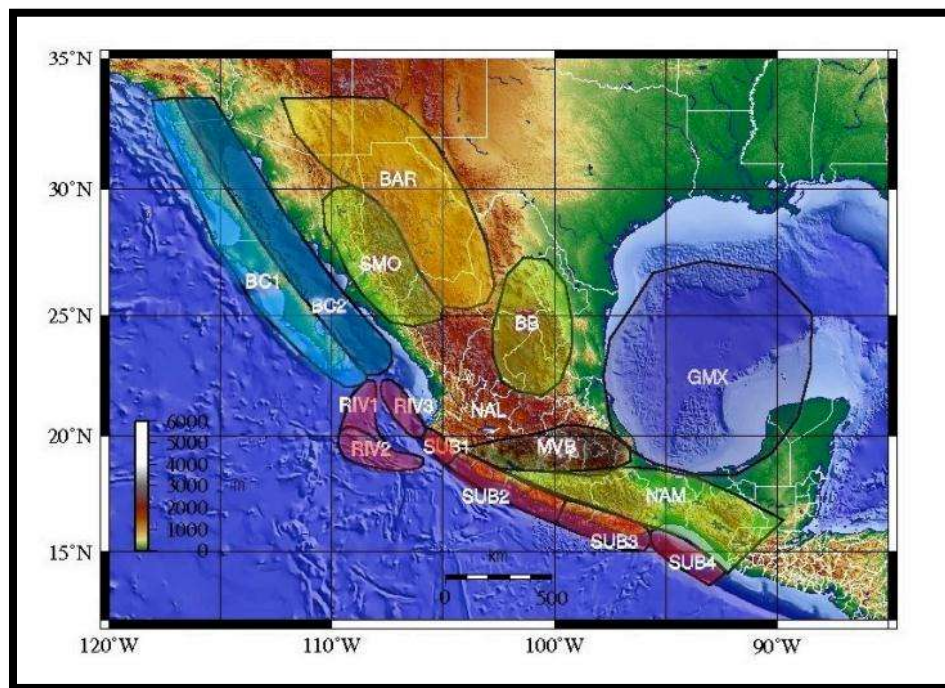 35°N
30°N
25°N
20°N
15°N
BAR
SMO
BC1
BC2
BB
GMX
RIV1
RIV3
NAL
RIV2
SUB1
MVB
SUB2
NAM
SUB3
SUB4
6000
5000
4000
3000
2000
1000
0
m
km
0
500
120°W
110°W
100°W
90°W